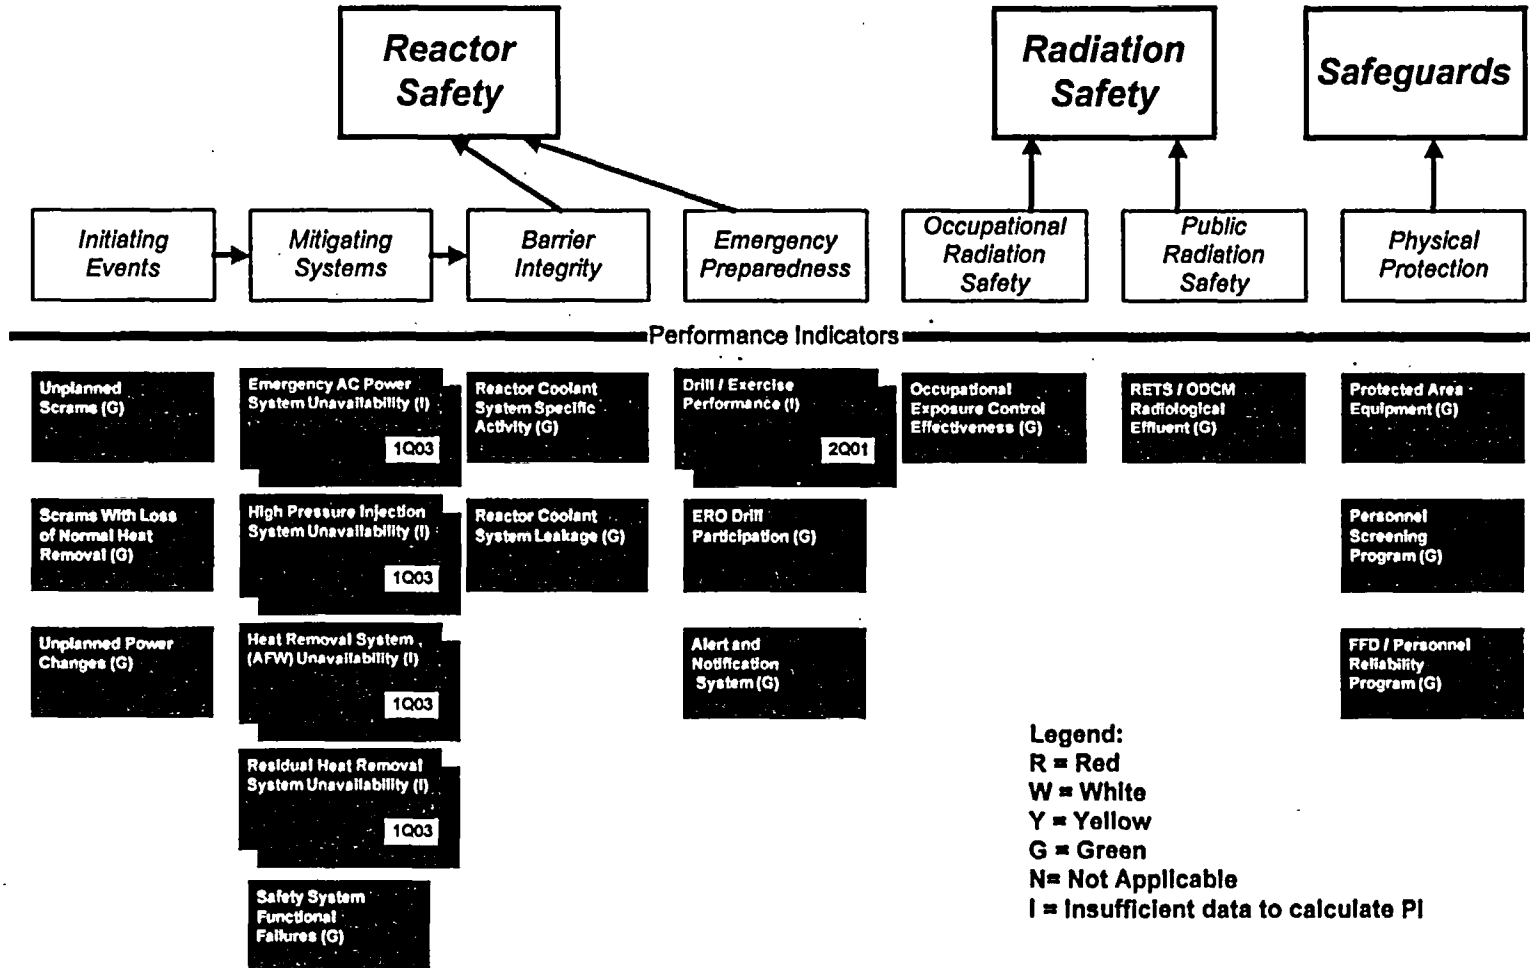 Reactor
Safety
Radiation
Safety
Safeguards
Initiating
Events
Mitigating
Systems
Barrier
Integrity
Emergency
Preparedness
Occupational
Radiation
Safety
Public
Radiation
Safety
Physical
Protection
Performance Indicators
Unplanned
Scrams (G)
Scrams With Loss
of Normal Heat
Removal (G)
Unplanned Power
Changes (G)
Emergency AC Power
System Unavailability (I)
1Q03
High Pressure Injection
System Unavailability (I)
1Q03
Heat Removal System
(AFW) Unavailability (I)
1Q03
Residual Heat Removal
System Unavailability (I)
1Q03
Safety System
Functional
Failures (G)
Reactor Coolant
System Specific
Activity (G)
Reactor Coolant
System Leakage (G)
Drill / Exercise
Performance (I)
2Q01
ERO Drill
Participation (G)
Alert and
Notification
System (G)
Occupational
Exposure Control
Effectiveness (G)
RETS / ODCM
Radiological
Effluent (G)
Protected Area
Equipment (G)
Personnel
Screening
Program (G)
FFD / Personnel
Reliability
Program (G)
Legend:
R = Red
W = White
Y = Yellow
G = Green
N= Not Applicable
I = Insufficient data to calculate PI